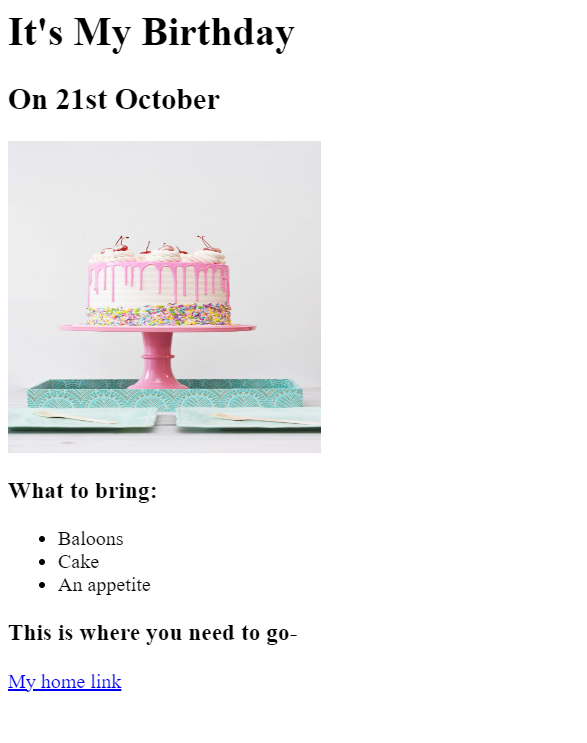 It's My Birthday
On 21st October
What to bring:
Baloons
Cake
An appetite
This is where you need to go-
My home link